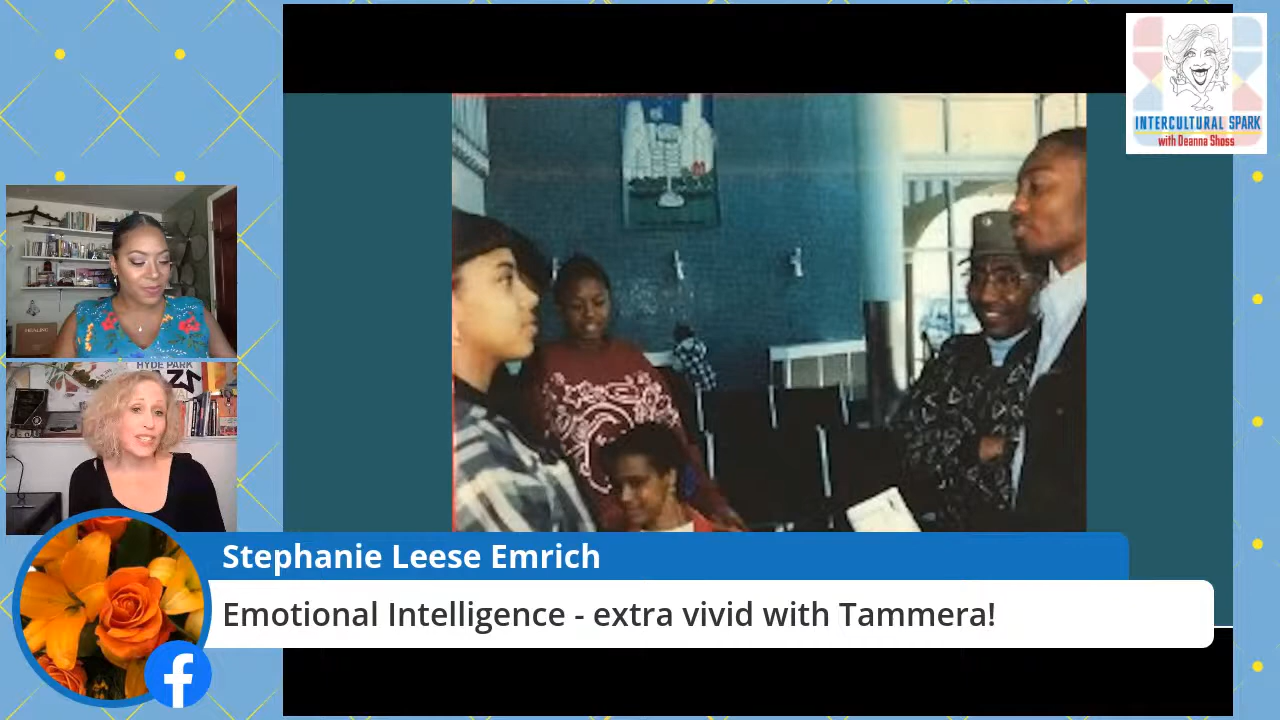 INTERCULTURAL SPARK
with Deanna Shoss
HYDE PARK
Stephanie Leese Emrich
Emotional Intelligence - extra vivid with Tammera!